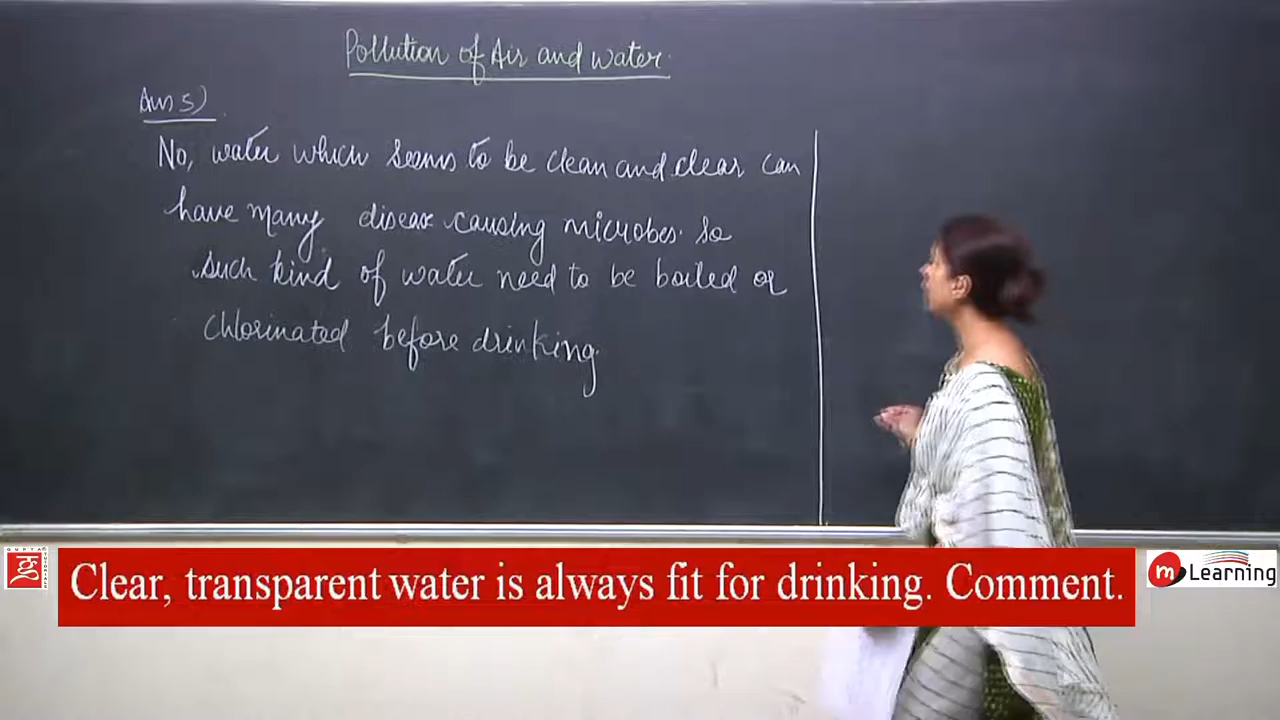 Pollution of Air and water.
Ans 5)
No, water which seems to be clean and clear can
have many disease causing microbes. so
such kind of water need to be boiled or
chlorinated before drinking.
Clear, transparent water is always fit for drinking. Comment.
GUPTA
TUTORIALS
m Learning